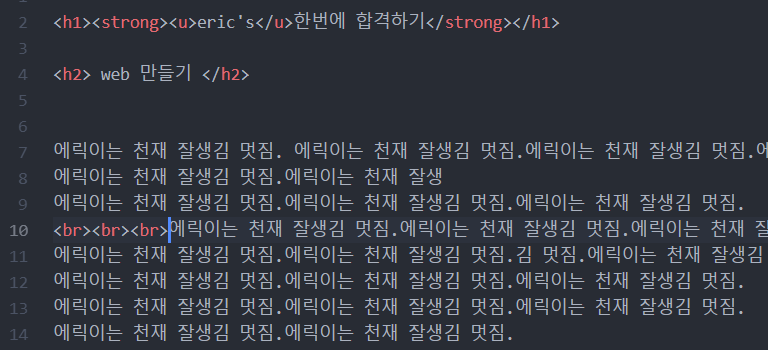 2 <h1><strong><u>eric's</u>한번에 합격하기</strong></h1>
3
4 <h2> web 만들기 </h2>
5
6
7 에릭이는 천재 잘생김 멋짐. 에릭이는 천재 잘생김 멋짐.에릭이는 천재 잘생김 멋짐.
8 에릭이는 천재 잘생김 멋짐.에릭이는 천재 잘생
9 에릭이는 천재 잘생김 멋짐.에릭이는 천재 잘생김 멋짐.에릭이는 천재 잘생김 멋짐.
10 <br><br><br>에릭이는 천재 잘생김 멋짐.에릭이는 천재 잘생김 멋짐.에릭이는 천재
11 에릭이는 천재 잘생김 멋짐.에릭이는 천재 잘생김 멋짐.김 멋짐.에릭이는 천재 잘생김
12 에릭이는 천재 잘생김 멋짐.에릭이는 천재 잘생김 멋짐.에릭이는 천재 잘생김 멋짐.
13 에릭이는 천재 잘생김 멋짐.에릭이는 천재 잘생김 멋짐.에릭이는 천재 잘생김 멋짐.
14 에릭이는 천재 잘생김 멋짐.에릭이는 천재 잘생김 멋짐.